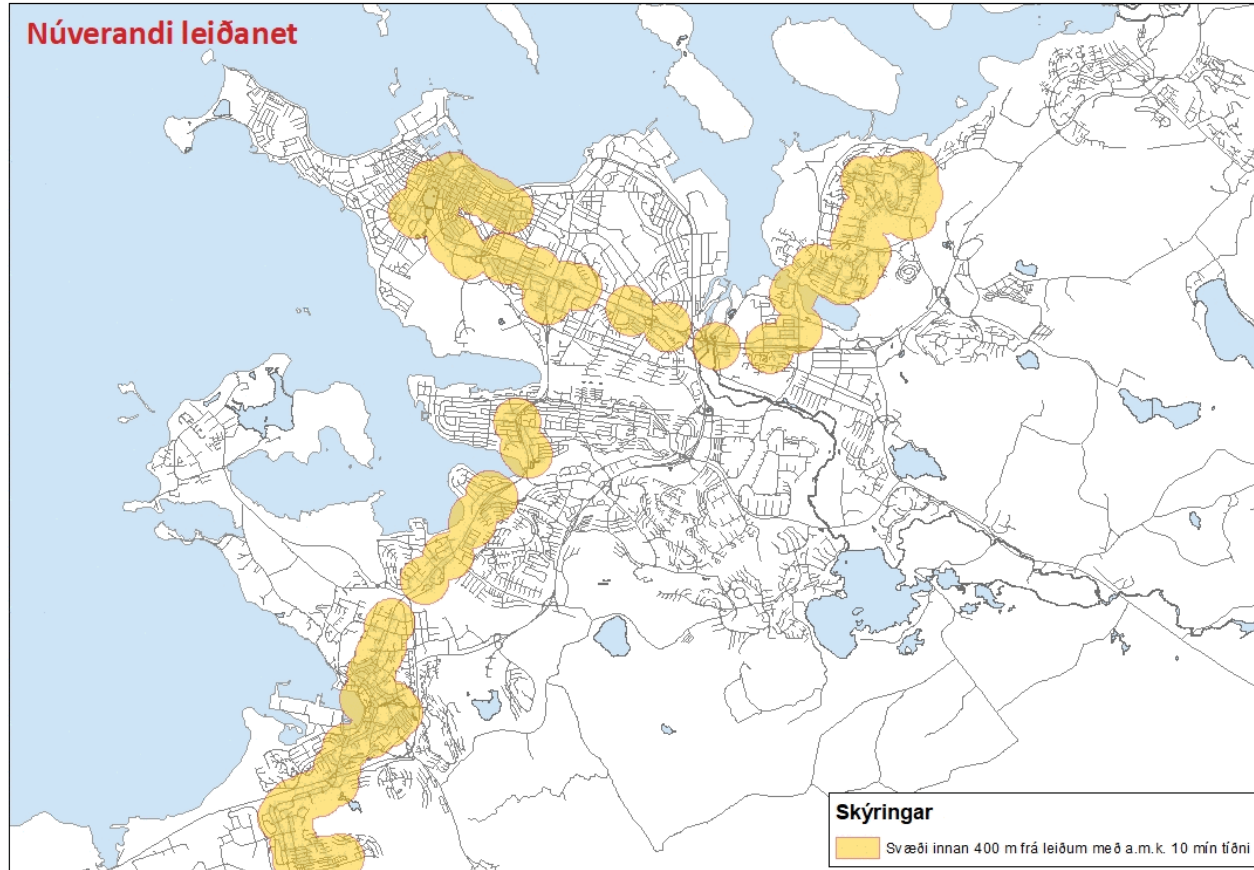 Núverandi leiðanet
Skýringar
Svæði innan 400 m frá leiðum með a.m.k. 10 mín tíðni